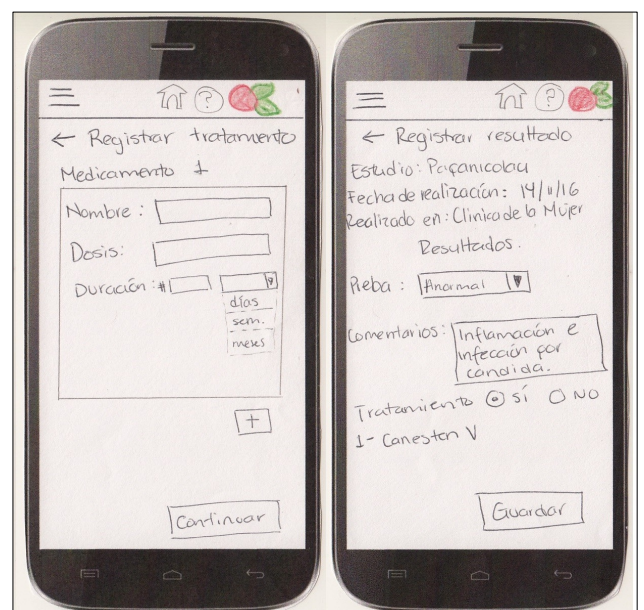 ?
← Registrar tratamiento
Medicamento 1
Nombre :
Dosis:
Duración : #
días
sem.
meses
+
Continuar
?
← Registrar resultado
Estudio: Papanicolau
Fecha de realización: 14/11/16
Realizado en: Clinica de la Mujer
Resultados.
Preba : Anormal
Comentarios: Inflamación e
infección por
candida.
Tratamiento sí NO
1- Canesten V
Guardar